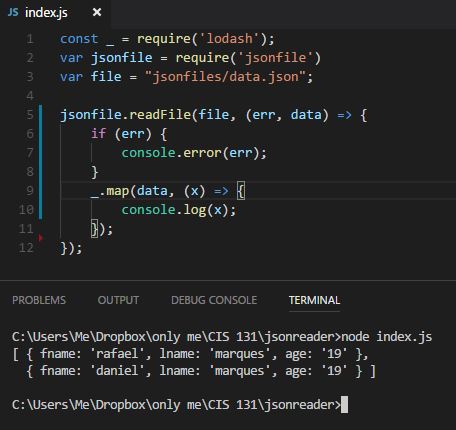 JS index.js ×
1 const _ = require('lodash');
2 var jsonfile = require('jsonfile')
3 var file = "jsonfiles/data.json";
4
5 jsonfile.readFile(file, (err, data) => {
6     if (err) {
7         console.error(err);
8     }
9     _.map(data, (x) => {
10         console.log(x);
11     });
12 });
PROBLEMS OUTPUT DEBUG CONSOLE TERMINAL
C:\Users\Me\Dropbox\only me\CIS 131\jsonreader>node index.js
[ { fname: 'rafael', lname: 'marques', age: '19' },
  { fname: 'daniel', lname: 'marques', age: '19' } ]
C:\Users\Me\Dropbox\only me\CIS 131\jsonreader>